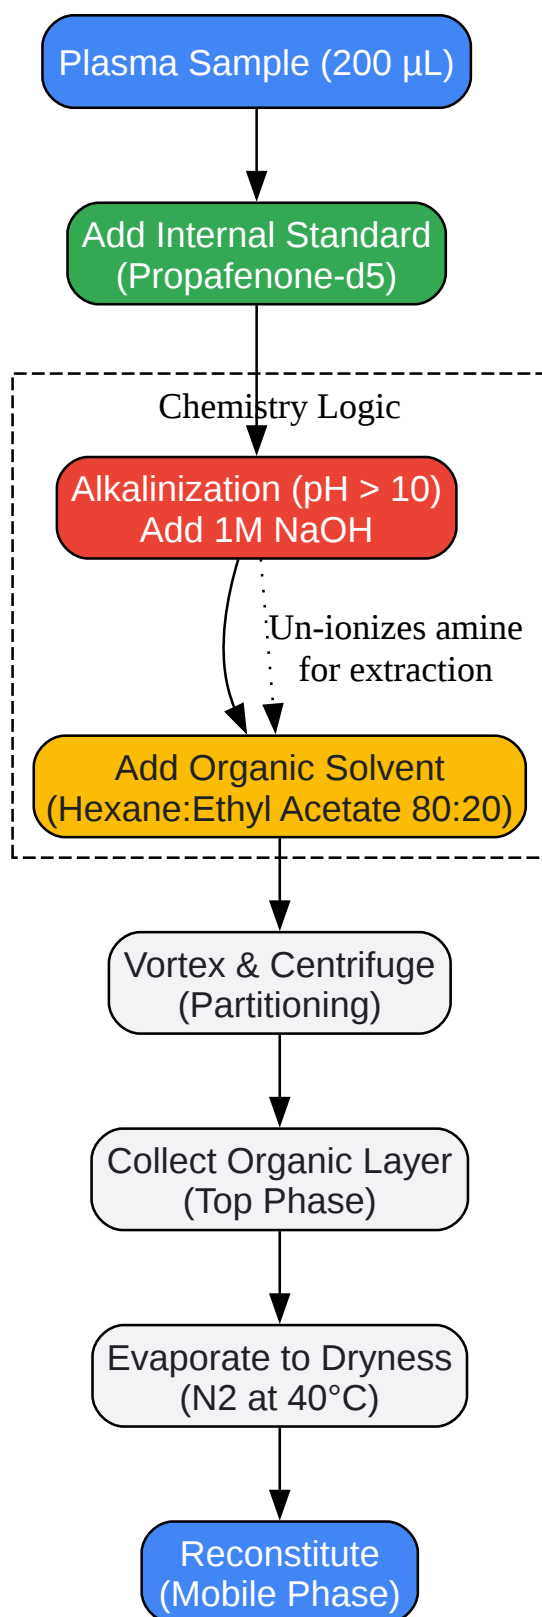 Plasma Sample (200 µL)
Add Internal Standard
(Propafenone-d5)
Chemistry Logic
Alkalinization (pH > 10)
Add 1M NaOH
Un-ionizes amine
for extraction
Add Organic Solvent
(Hexane:Ethyl Acetate 80:20)
Vortex & Centrifuge
(Partitioning)
Collect Organic Layer
(Top Phase)
Evaporate to Dryness
(N2 at 40°C)
Reconstitute
(Mobile Phase)